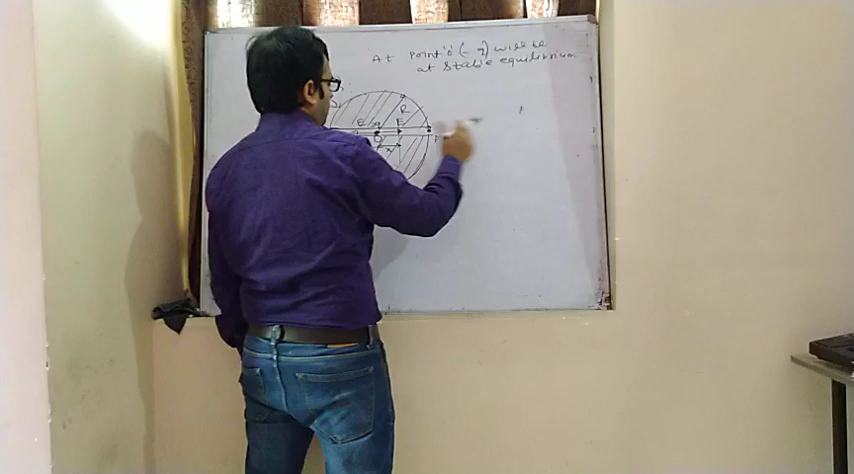 At point 'o' (-q) will be
at stable equilibrium
R
E
E
O
x